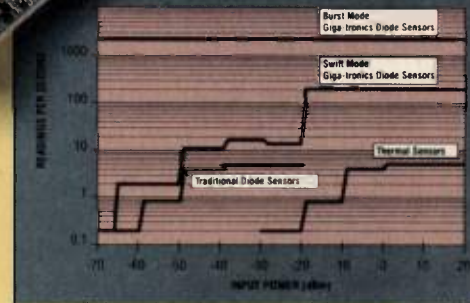 Burst Mode
Giga-tronics Diode Sensors
1000
Swift Mode
Giga-tronics Diode Sensors
100
READINGS PER SECOND
10
Thermal Sensors
Traditional Diode Sensors
1
0.1
-70 -60 -50 -40 -30 -20 -10 -0 -10 -20
INPUT POWER (dBm)